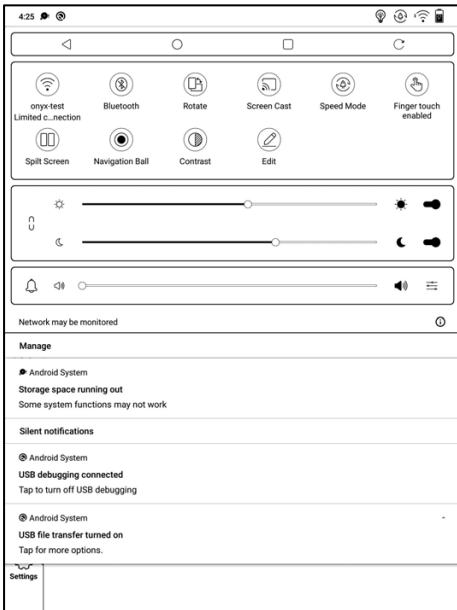 4:25
onyx-test
Limited c...nection
Bluetooth
Rotate
Screen Cast
Speed Mode
Finger touch
enabled
Spilt Screen
Navigation Ball
Contrast
Edit
Network may be monitored
Manage
Android System
Storage space running out
Some system functions may not work
Silent notifications
Android System
USB debugging connected
Tap to turn off USB debugging
Android System
USB file transfer turned on
Tap for more options.
Settings